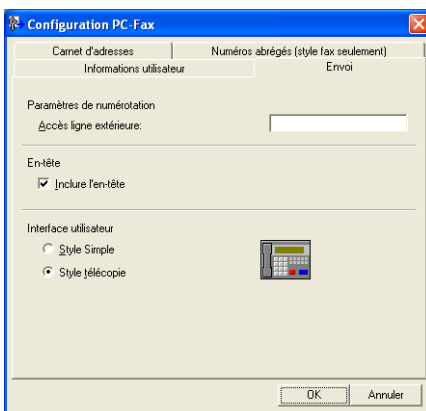 Configuration PC-Fax
Carnet d'adresses
Numéros abrégés (style fax seulement)
Informations utilisateur
Envoi
Paramètres de numérotation
Accès ligne extérieure:
En-tête
Inclure l'en-tête
Interface utilisateur
Style Simple
Style télécopie
OK
Annuler